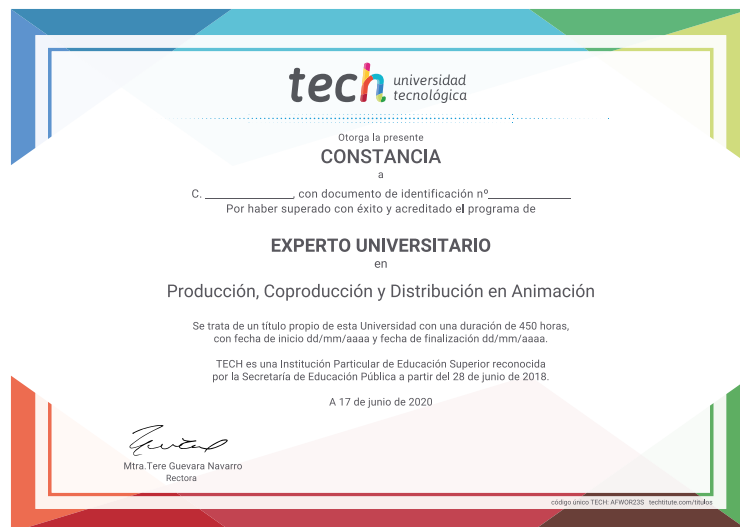 tech universidad
tecnológica
Otorga la presente
CONSTANCIA
a
C. ______________, con documento de identificación nº_____________
Por haber superado con éxito y acreditado el programa de
EXPERTO UNIVERSITARIO
en
Producción, Coproducción y Distribución en Animación
Se trata de un título propio de esta Universidad con una duración de 450 horas,
con fecha de inicio dd/mm/aaaa y fecha de finalización dd/mm/aaaa.
TECH es una Institución Particular de Educación Superior reconocida
por la Secretaría de Educación Pública a partir del 28 de junio de 2018.
A 17 de junio de 2020
Mtra.Tere Guevara Navarro
Rectora
código único TECH: AFWOR23S techtitute.com/titulos